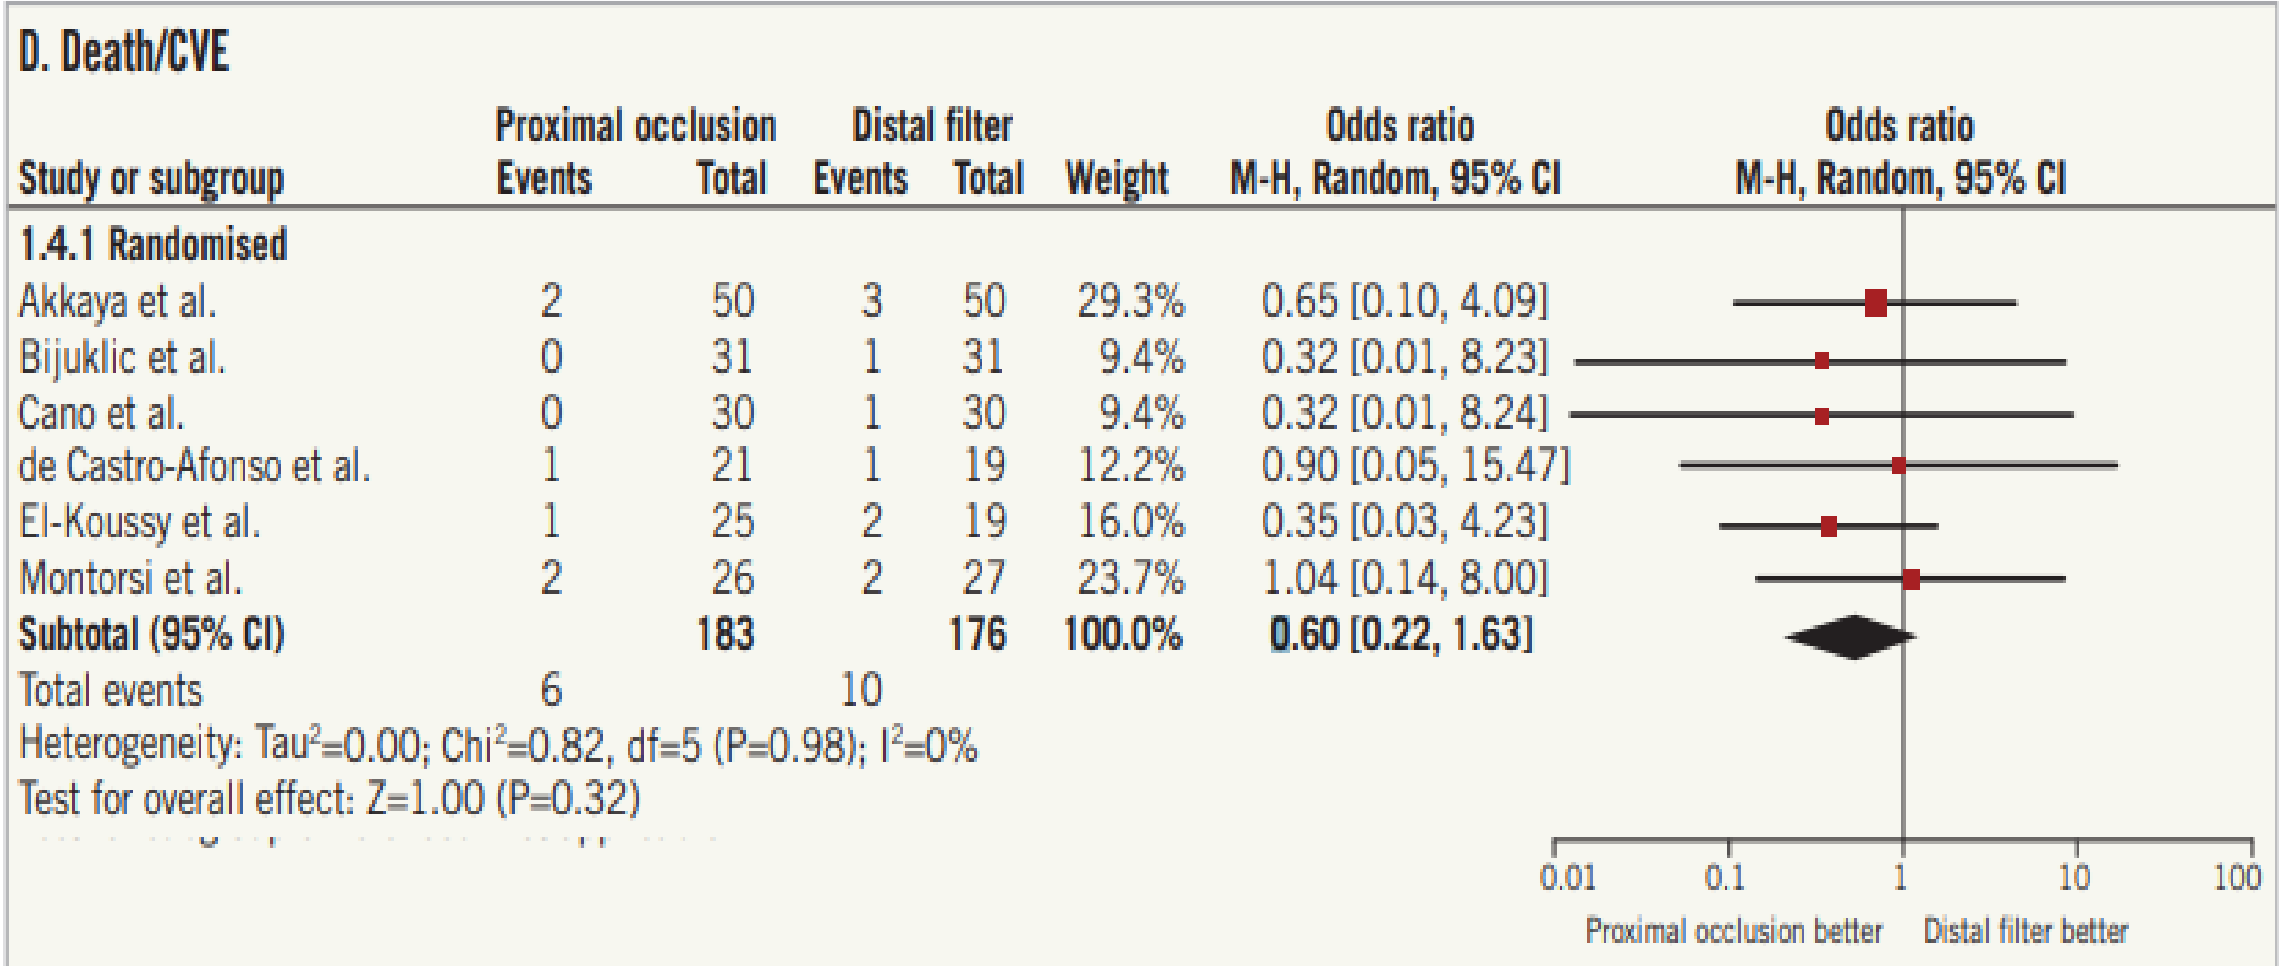 D. Death/CVE
Proximal occlusion Distal filter Odds ratio Odds ratio
Study or subgroup Events Total Events Total Weight M-H, Random, 95% CI M-H, Random, 95% CI
1.4.1 Randomised
Akkaya et al. 2 50 3 50 29.3% 0.65 [0.10, 4.09]
Bijuklic et al. 0 31 1 31 9.4% 0.32 [0.01, 8.23]
Cano et al. 0 30 1 30 9.4% 0.32 [0.01, 8.24]
de Castro-Afonso et al. 1 21 1 19 12.2% 0.90 [0.05, 15.47]
El-Koussy et al. 1 25 2 19 16.0% 0.35 [0.03, 4.23]
Montorsi et al. 2 26 2 27 23.7% 1.04 [0.14, 8.00]
Subtotal (95% CI) 183 176 100.0% 0.60 [0.22, 1.63]
Total events 6 10
Heterogeneity: Tau²=0.00; Chi²=0.82, df=5 (P=0.98); I²=0%
Test for overall effect: Z=1.00 (P=0.32)
0.01 0.1 1 10 100
Proximal occlusion better Distal filter better